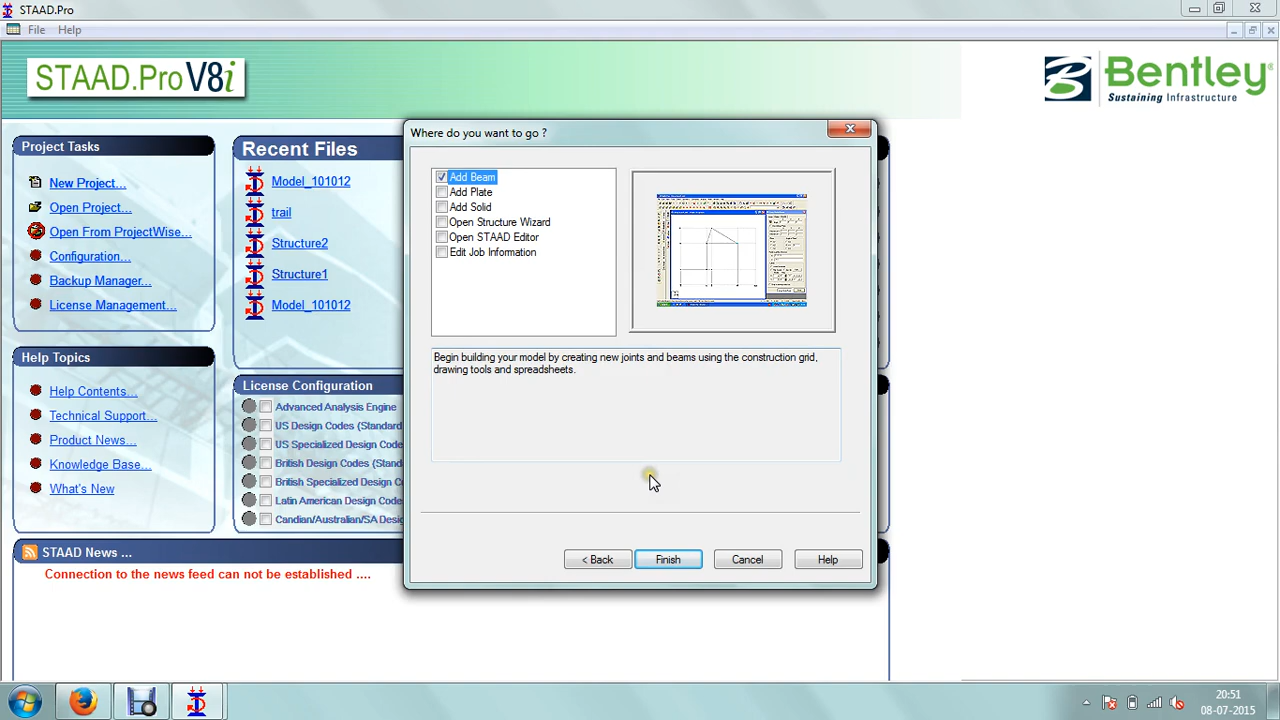 STAAD.Pro
File Help
STAAD.Pro V8i
Bentley
Sustaining Infrastructure
Project Tasks
New Project...
Open Project...
Open From ProjectWise...
Configuration...
Backup Manager...
License Management...
Help Topics
Help Contents...
Technical Support...
Product News...
Knowledge Base...
What's New
Recent Files
Model_101012
trail
Structure2
Structure1
Model_101012
License Configuration
Advanced Analysis Engine
US Design Codes (Standard
US Specialized Design Code
British Design Codes (Stand
British Specialized Design C
Latin American Design Code
Candian/Australian/SA Desig
STAAD News ...
Connection to the news feed can not be established ....
Where do you want to go ?
Add Beam
Add Plate
Add Solid
Open Structure Wizard
Open STAAD Editor
Edit Job Information
Begin building your model by creating new joints and beams using the construction grid,
drawing tools and spreadsheets.
< Back Finish Cancel Help
20:51
08-07-2015